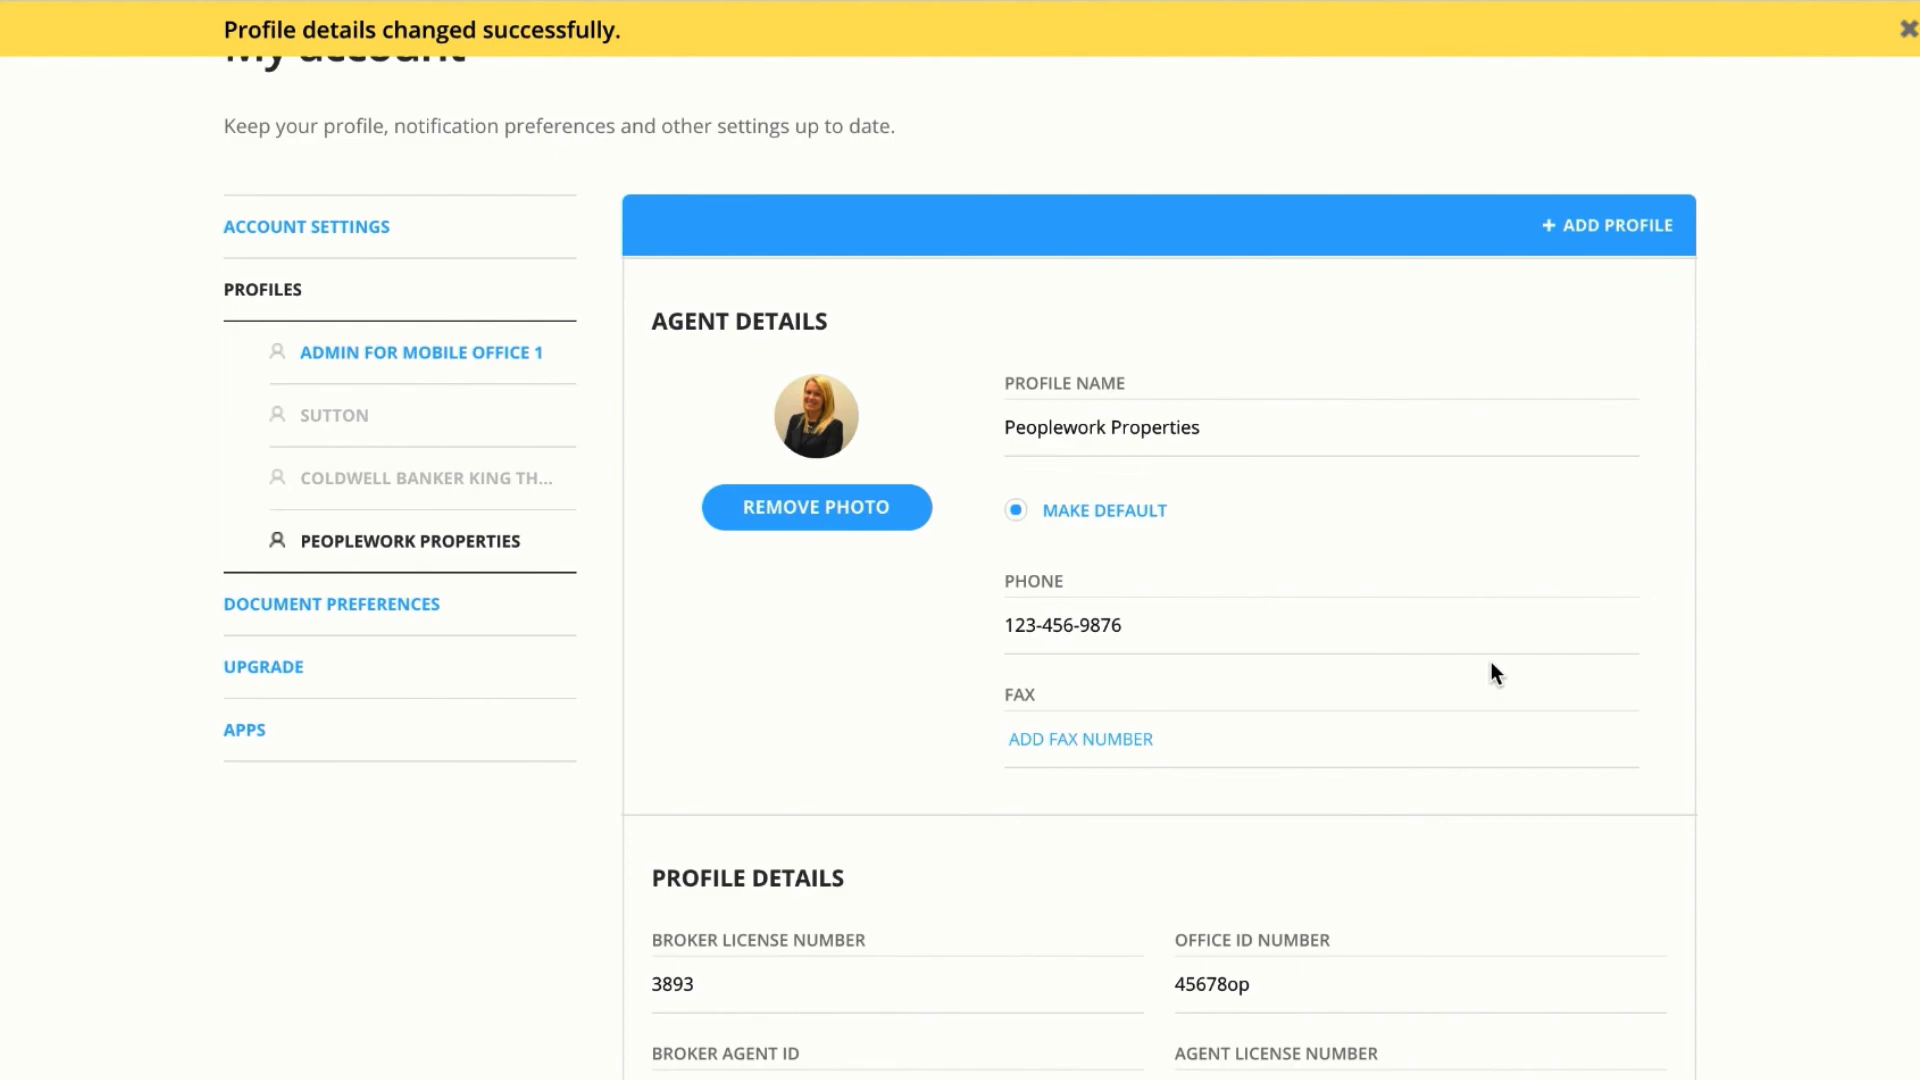 Profile details changed successfully.
My account
Keep your profile, notification preferences and other settings up to date.
ACCOUNT SETTINGS
PROFILES
ADMIN FOR MOBILE OFFICE 1
SUTTON
COLDWELL BANKER KING TH...
PEOPLEWORK PROPERTIES
DOCUMENT PREFERENCES
UPGRADE
APPS
+ ADD PROFILE
AGENT DETAILS
REMOVE PHOTO
PROFILE NAME
Peoplework Properties
MAKE DEFAULT
PHONE
123-456-9876
FAX
ADD FAX NUMBER
PROFILE DETAILS
BROKER LICENSE NUMBER
3893
OFFICE ID NUMBER
45678op
BROKER AGENT ID
AGENT LICENSE NUMBER